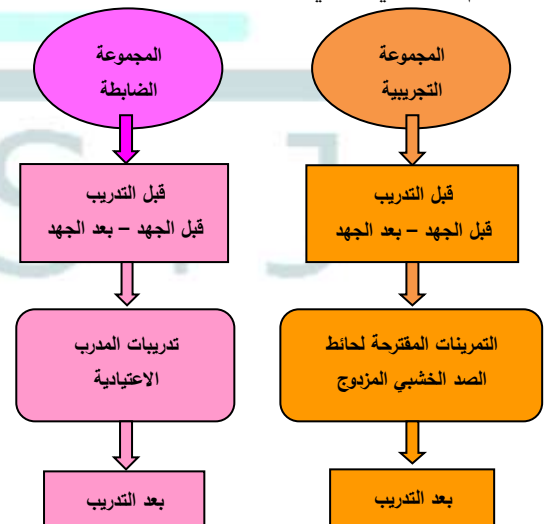 المجموعة
التجريبية
قبل التدريب
قبل الجهد – بعد الجهد
التمرينات المقترحة لحائط
الصد الخشبي المزدوج
بعد التدريب
المجموعة
الضابطة
قبل التدريب
قبل الجهد – بعد الجهد
تدريبات المدرب
الاعتيادية
بعد التدريب